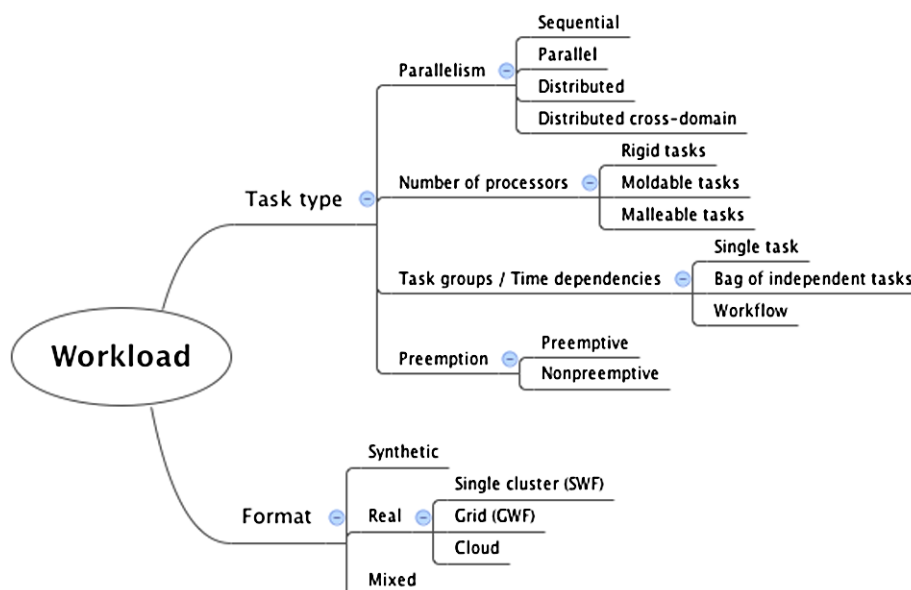 Sequential
Parallel
Parallelism
Distributed
Distributed cross-domain
Rigid tasks
Number of processors
Moldable tasks
Malleable tasks
Task type
Single task
Task groups / Time dependencies
Bag of independent tasks
Workflow
Preemptive
Preemption
Nonpreemptive
Workload
Synthetic
Single cluster (SWF)
Format
Real
Grid (GWF)
Cloud
Mixed